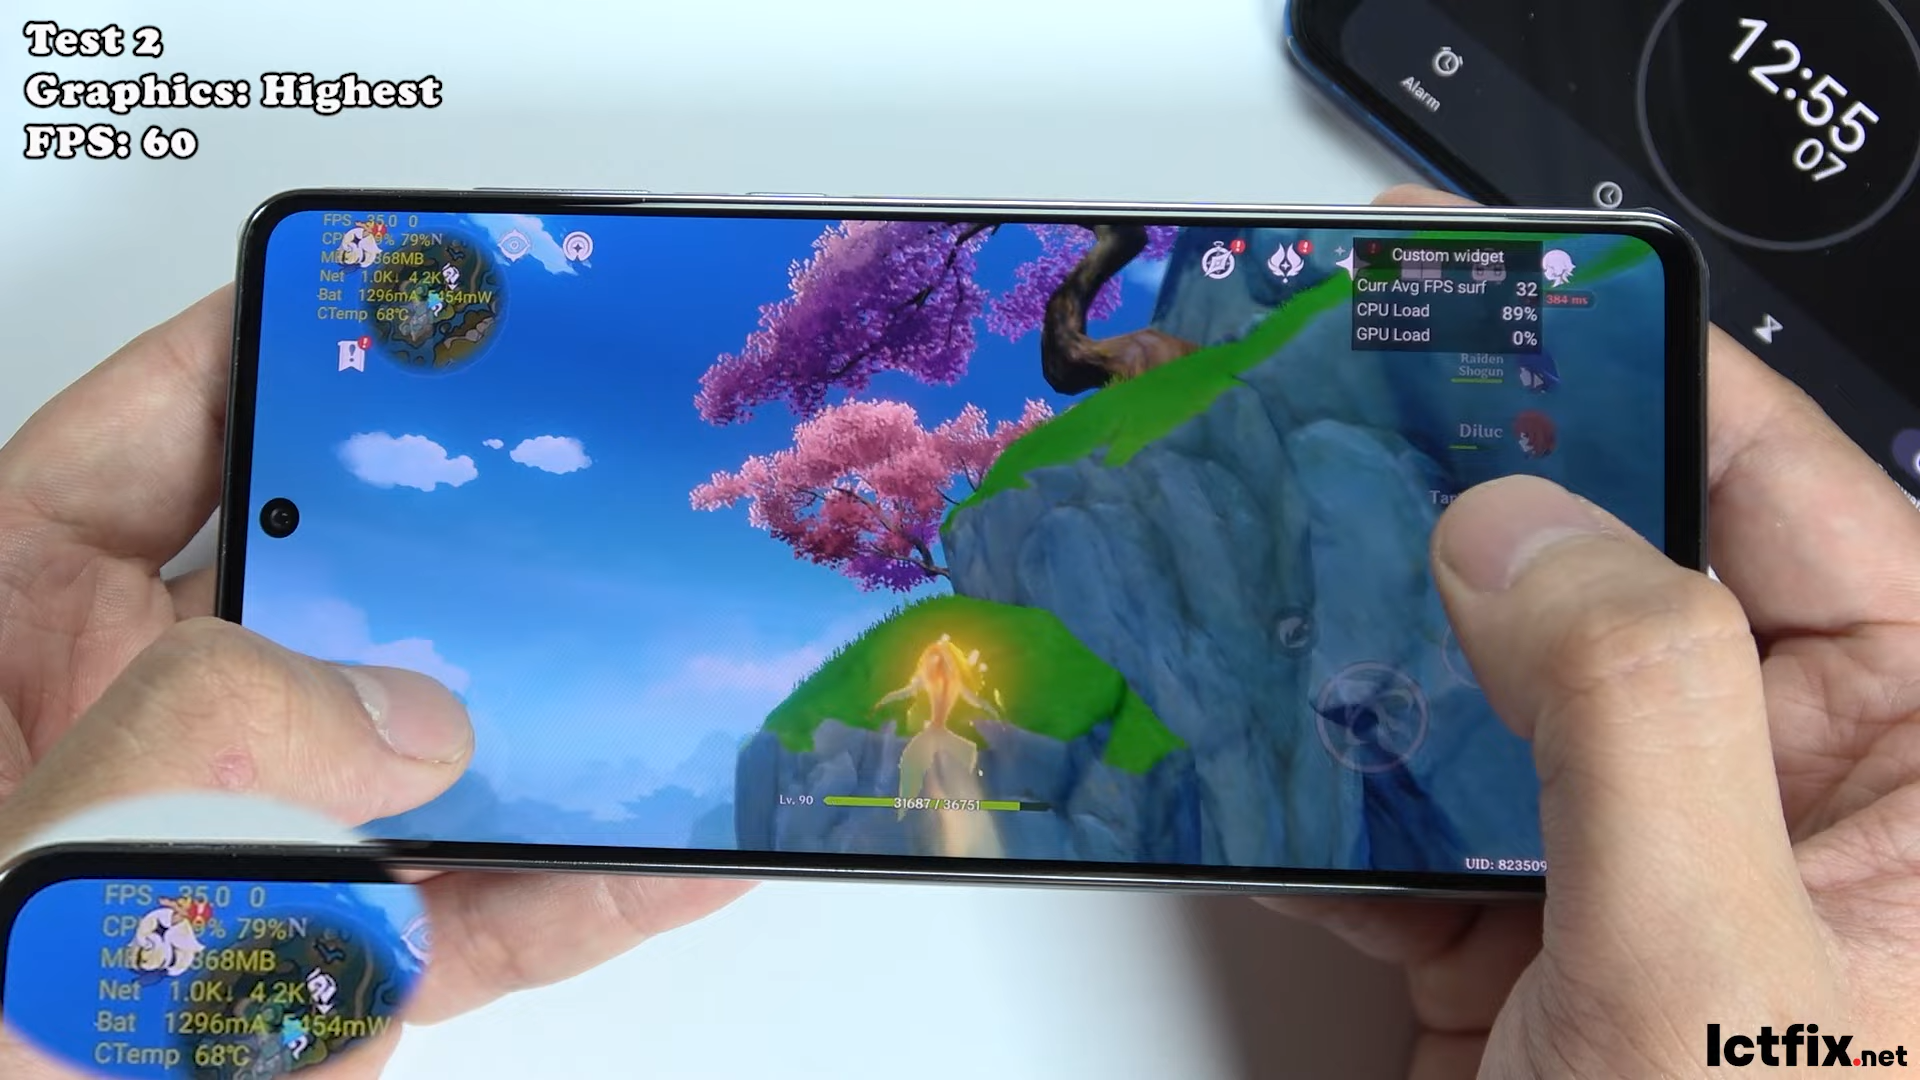 Test 2
Graphics: Highest
FPS: 60
Alarm
12:55
07
FPS 35.0 0
79%N
368MB
Net 1.0K↓ 4.2K
Bat 1296mA 5454mW
CTemp 68°C
Custom widget
Curr Avg FPS surf 32
CPU Load 89%
GPU Load 0%
384 ms
Raiden
Shogun
Diluc
Lv. 90 31687 / 36751
UID: 823509
FPS 35.0 0
79%N
368MB
Net 1.0K↓ 4.2K
Bat 1296mA 5454mW
CTemp 68°C
Ictfix.net